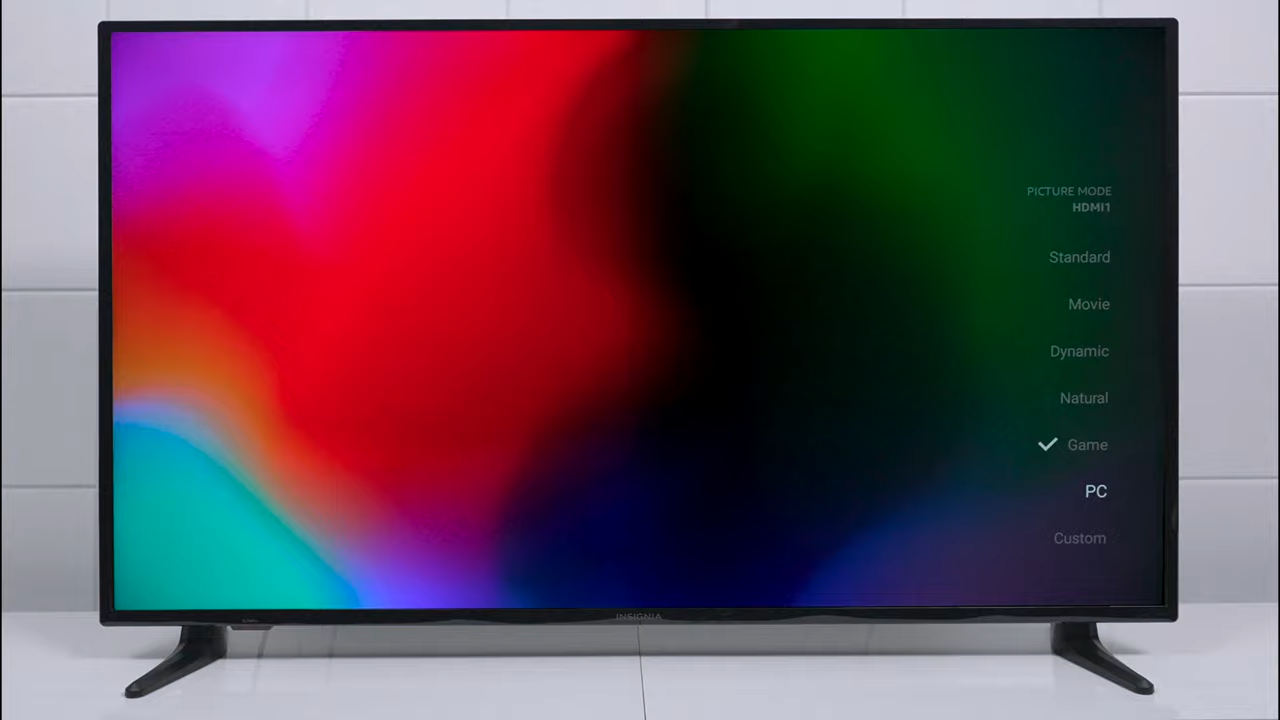 PICTURE MODE
HDMI1
Standard
Movie
Dynamic
Natural
Game
PC
Custom
INSIGNIA